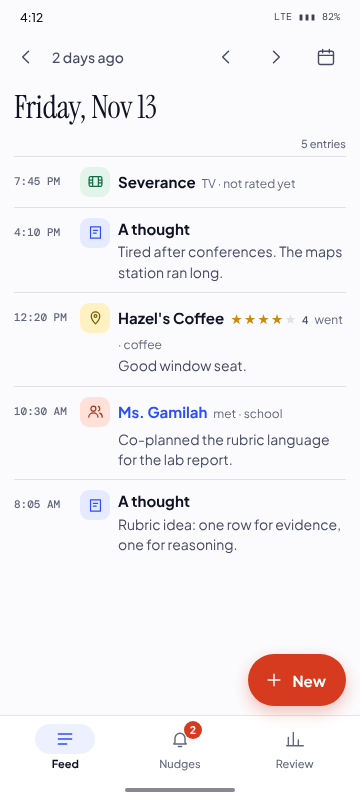 4:12
LTE 82%
2 days ago
Friday, Nov 13
5 entries
7:45 PM Severance TV · not rated yet
4:10 PM A thought
Tired after conferences. The maps
station ran long.
12:20 PM Hazel's Coffee ★★★★★ 4 went
· coffee
Good window seat.
10:30 AM Ms. Gamilah met · school
Co-planned the rubric language
for the lab report.
8:05 AM A thought
Rubric idea: one row for evidence,
one for reasoning.
+ New
2
Feed Nudges Review